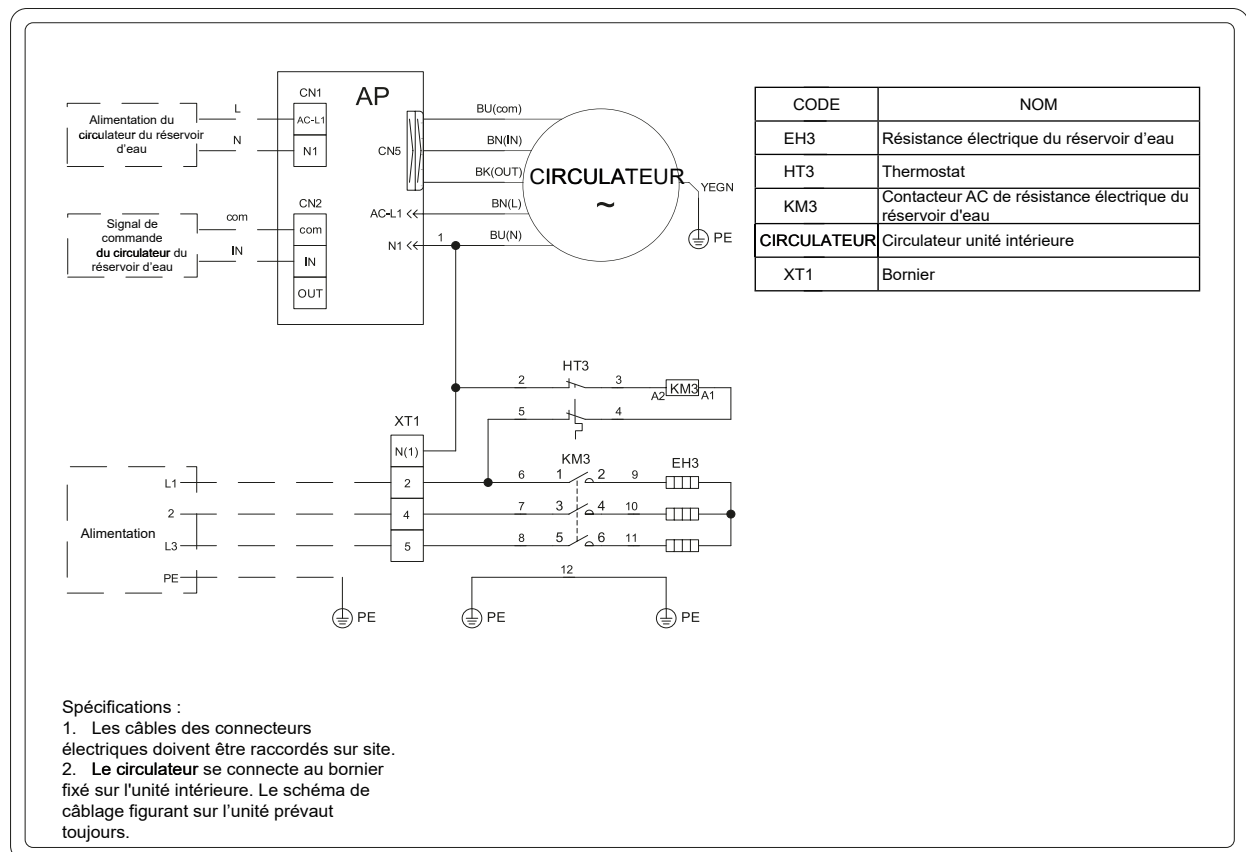 Alimentation du
circulateur du réservoir
d'eau
L
N
CN1
AC-L1
N1
AP
CN5
BU(com)
BN(IN)
BK(OUT)
BN(L)
BU(N)
AC-L1
N1
1
CIRCULATEUR
~
YEGN
PE
Signal de
commande
du circulateur du
réservoir d'eau
com
IN
CN2
com
IN
OUT
CODE NOM
EH3 Résistance électrique du réservoir d'eau
HT3 Thermostat
KM3 Contacteur AC de résistance électrique du
réservoir d'eau
CIRCULATEUR Circulateur unité intérieure
XT1 Bornier
HT3
2 3
A2 KM3 A1
5 4
XT1
N(1)
2
4
5
KM3
EH3
6 1 2 9
7 3 4 10
8 5 6 11
12
Alimentation
L1
2
L3
PE
PE
PE
PE
Spécifications :
1. Les câbles des connecteurs
électriques doivent être raccordés sur site.
2. Le circulateur se connecte au bornier
fixé sur l'unité intérieure. Le schéma de
câblage figurant sur l'unité prévaut
toujours.